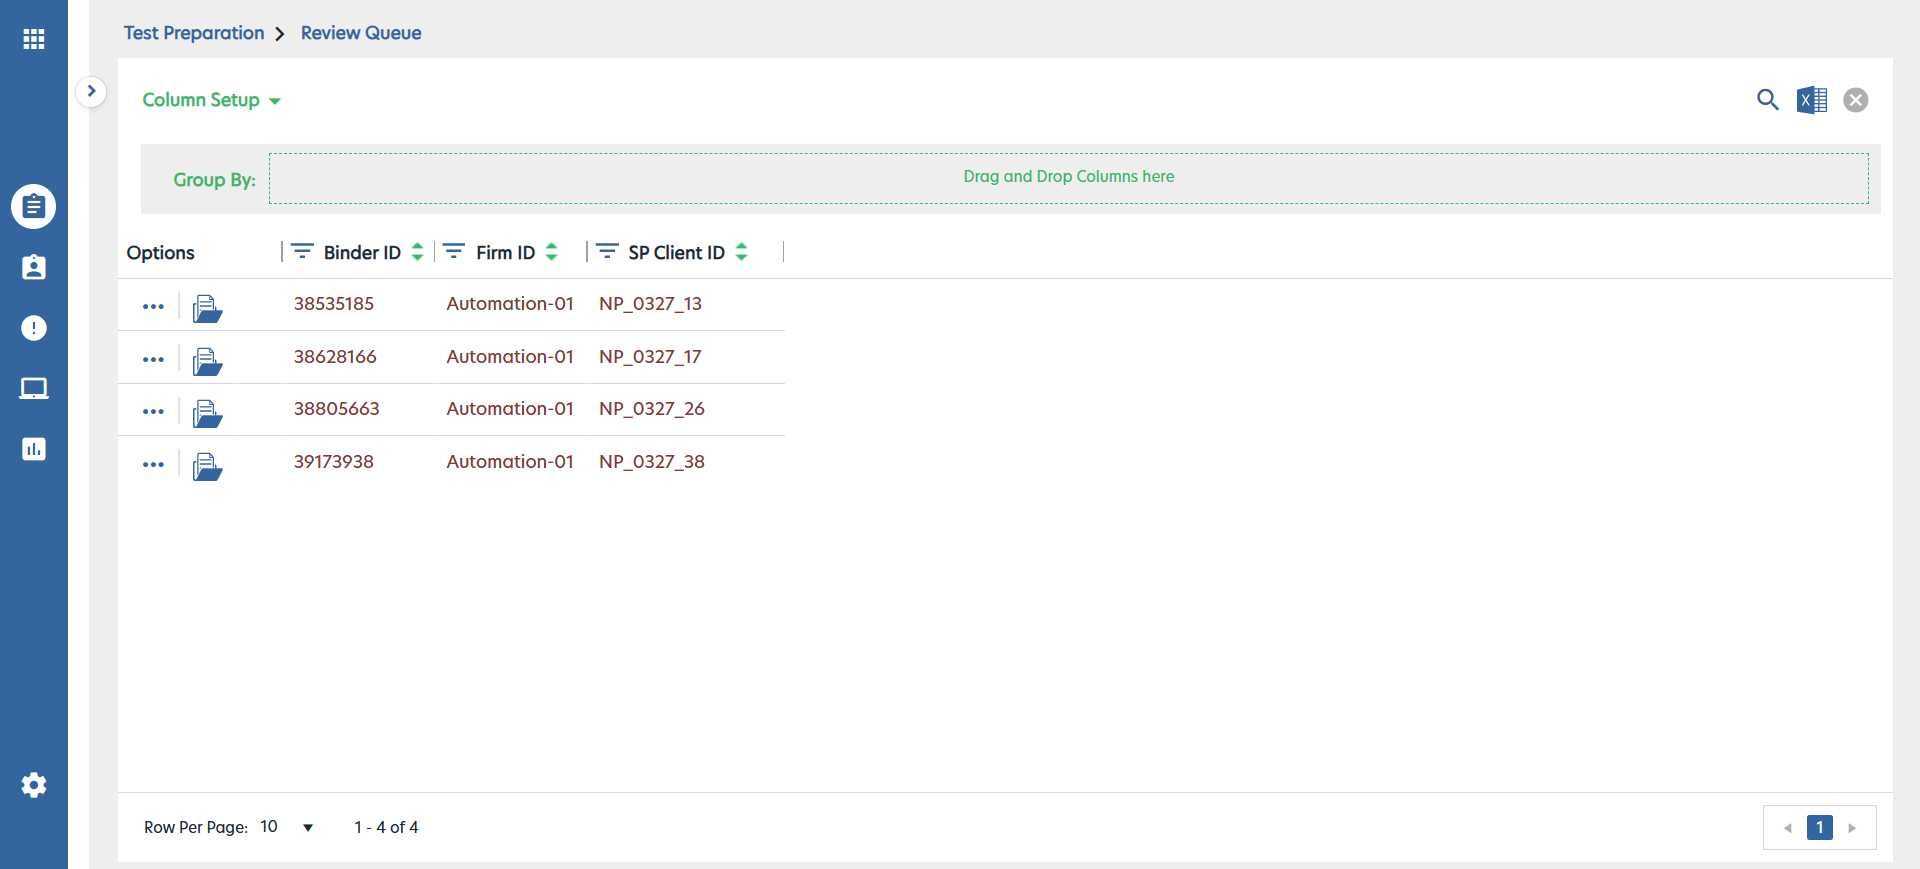 Test Preparation > Review Queue
Column Setup
Group By: Drag and Drop Columns here
Options Binder ID Firm ID SP Client ID
38535185 Automation-01 NP_0327_13
38628166 Automation-01 NP_0327_17
38805663 Automation-01 NP_0327_26
39173938 Automation-01 NP_0327_38
Row Per Page: 10 1 - 4 of 4 1